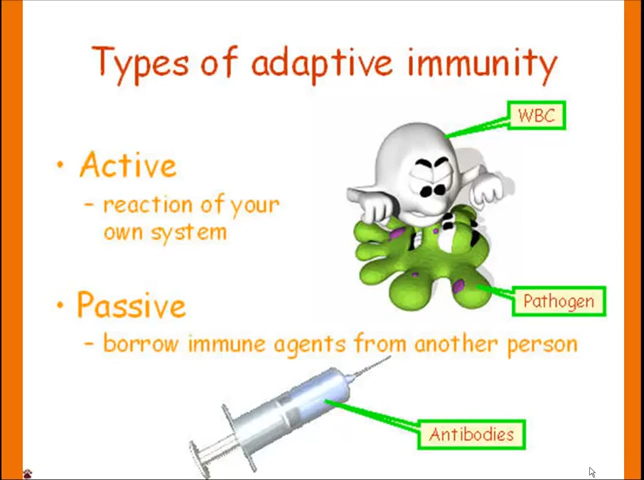 Types of adaptive immunity
WBC
• Active
– reaction of your
own system
Pathogen
• Passive
– borrow immune agents from another person
Antibodies